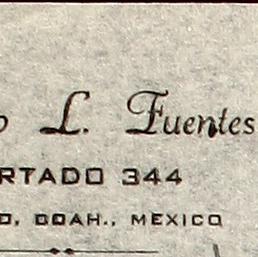 o L. Fuentes
RTADO 344
O, COAH., MEXICO